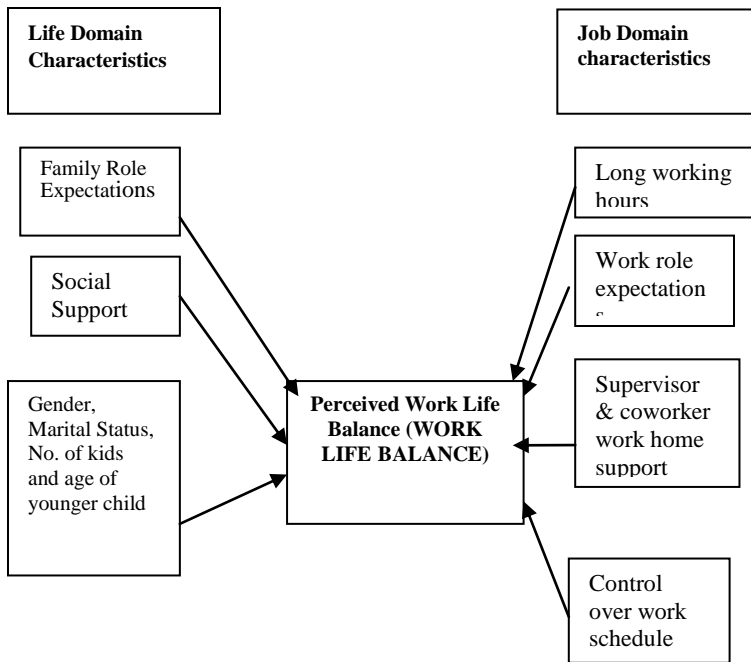 Life Domain
Characteristics
Job Domain
characteristics
Family Role
Expectations
Social
Support
Gender,
Marital Status,
No. of kids
and age of
younger child
Perceived Work Life
Balance (WORK
LIFE BALANCE)
Long working
hours
Work role
expectation
s
Supervisor
& coworker
work home
support
Control
over work
schedule